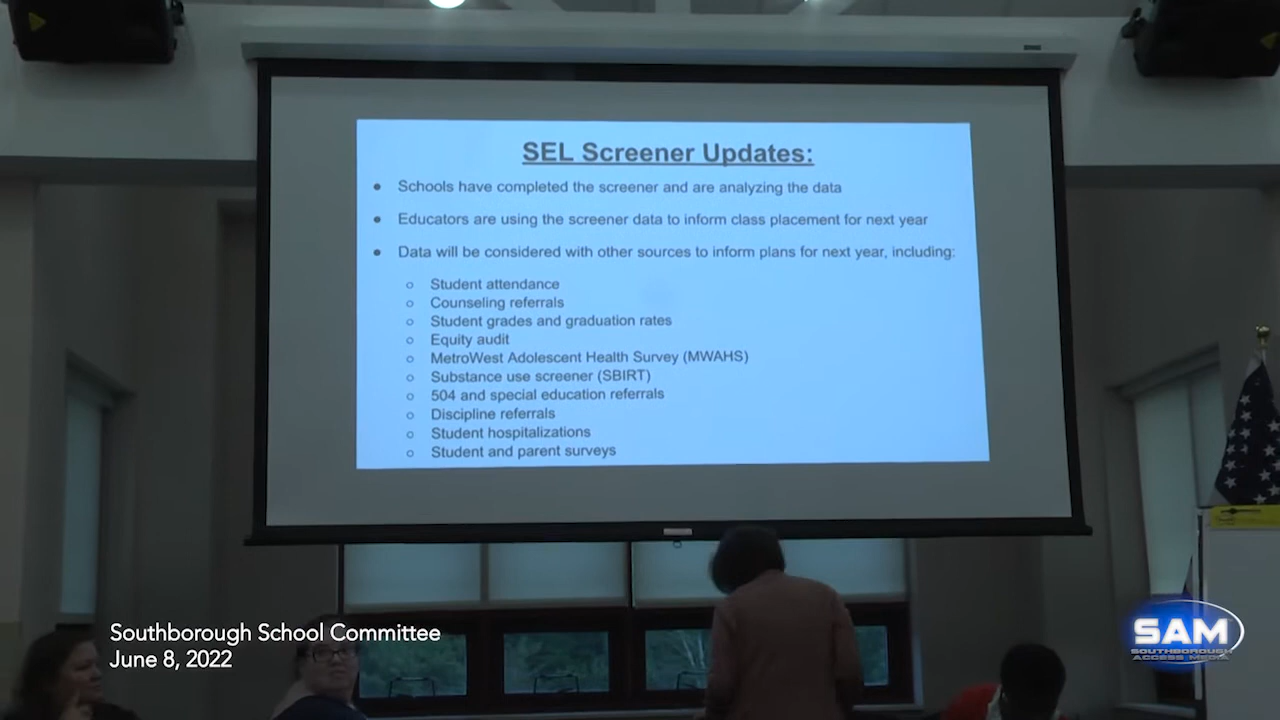 SEL Screener Updates:
● Schools have completed the screener and are analyzing the data
● Educators are using the screener data to inform class placement for next year
● Data will be considered with other sources to inform plans for next year, including:
○ Student attendance
○ Counseling referrals
○ Student grades and graduation rates
○ Equity audit
○ MetroWest Adolescent Health Survey (MWAHS)
○ Substance use screener (SBIRT)
○ 504 and special education referrals
○ Discipline referrals
○ Student hospitalizations
○ Student and parent surveys
Southborough School Committee
June 8, 2022
SAM
SOUTHBOROUGH
ACCESS MEDIA